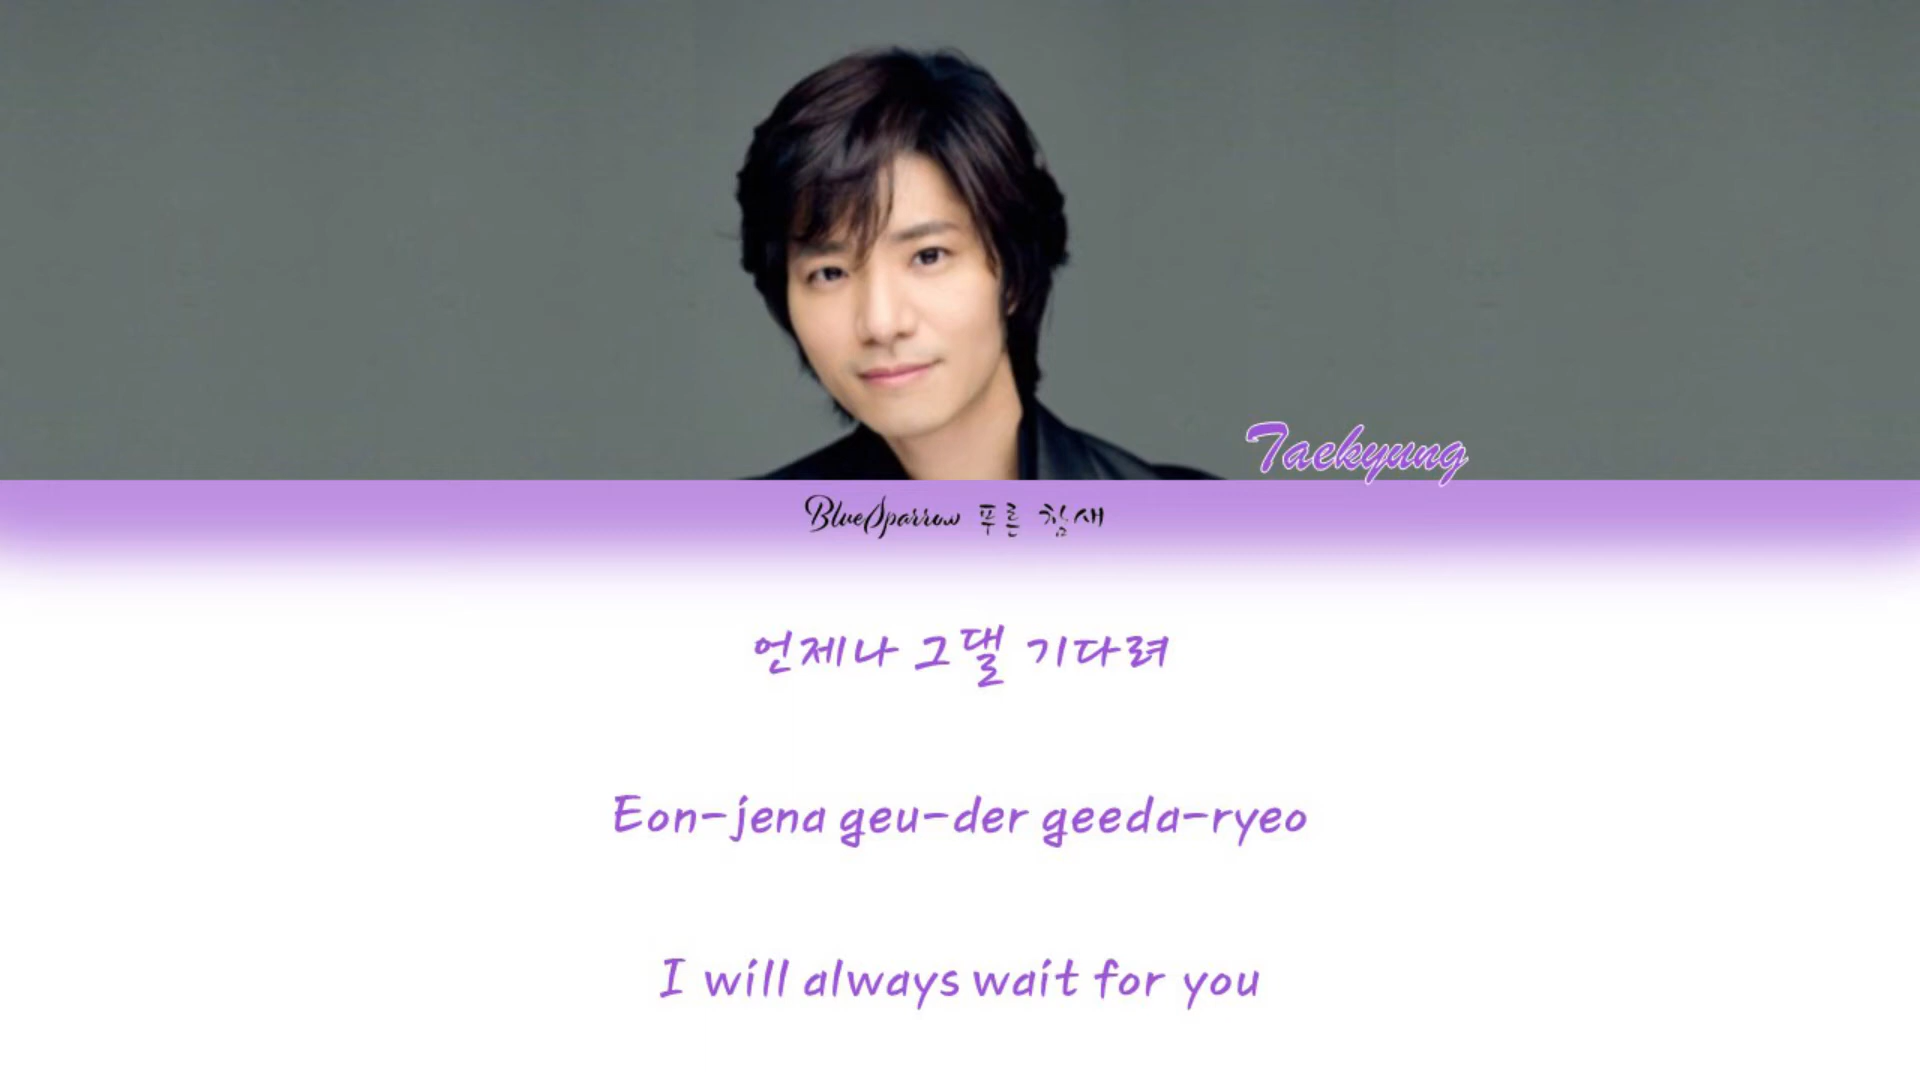 Taekyung
BlueSparrow 푸른 참새
언제나 그댈 기다려
Eon-jena geu-der geeda-ryeo
I will always wait for you